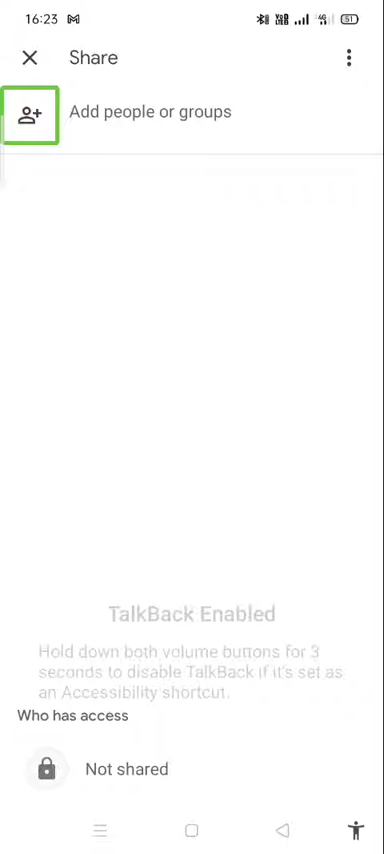 16:23
51
Share
Add people or groups
TalkBack Enabled
Hold down both volume buttons for 3
seconds to disable TalkBack if it's set as
an Accessibility shortcut.
Who has access
Not shared